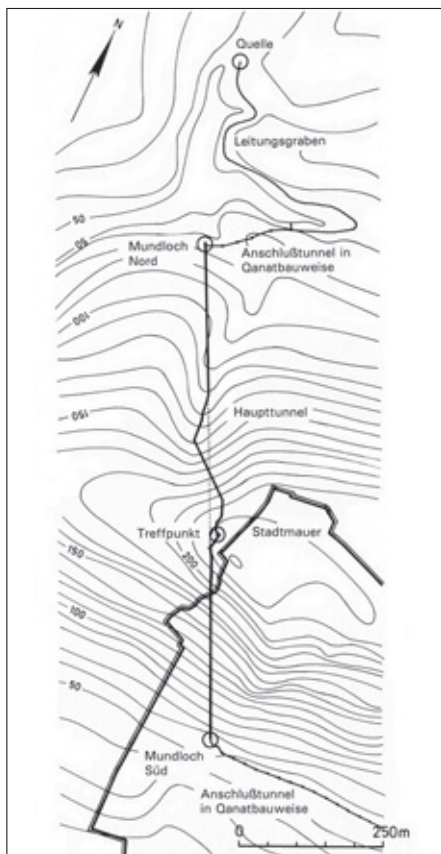 N
Quelle
Leitungsgraben
50
50
Mundloch
Nord
Anschlußtunnel in
Qanatbauweise
100
150
Haupttunnel
Treffpunkt
Stadtmauer
200
150
100
50
Mundloch
Süd
Anschlußtunnel
in Qanatbauweise
0
250m